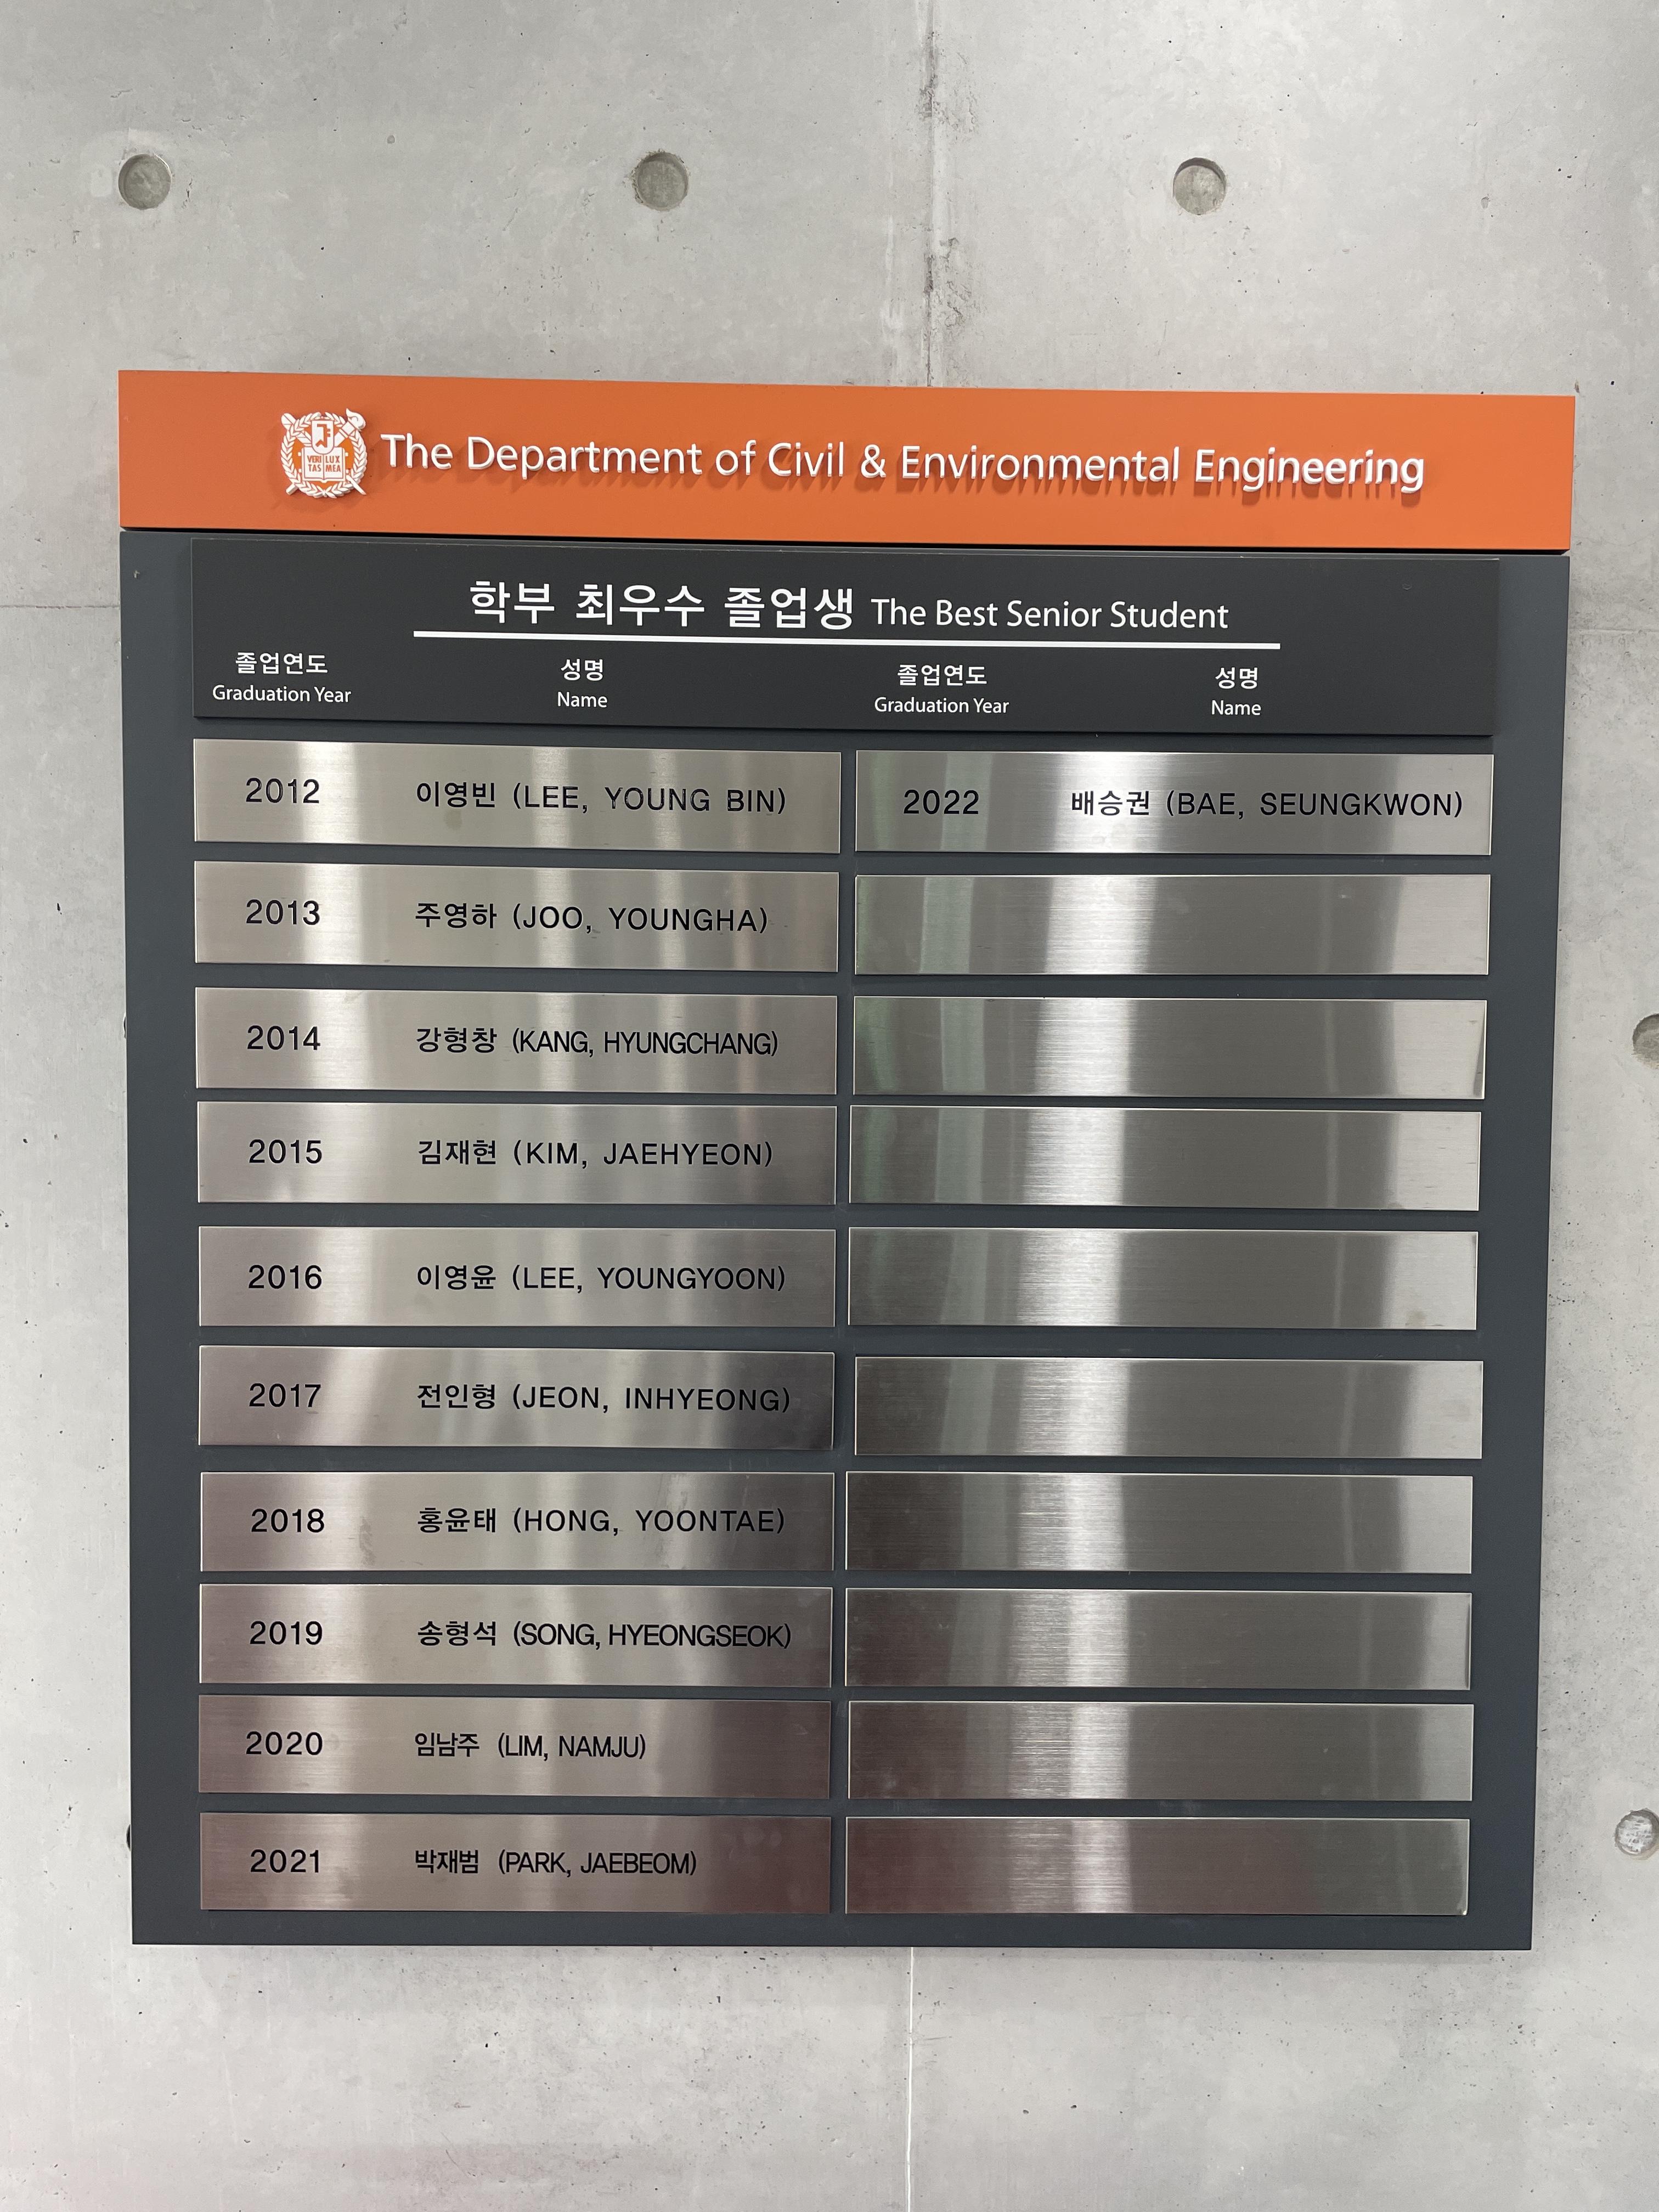 VERI LUX
TAS MEA
The Department of Civil & Environmental Engineering
학부 최우수 졸업생 The Best Senior Student
졸업연도 성명 졸업연도 성명
Graduation Year Name Graduation Year Name
2012 이영빈 (LEE, YOUNG BIN) 2022 배승권 (BAE, SEUNGKWON)
2013 주영하 (JOO, YOUNGHA)
2014 강형창 (KANG, HYUNGCHANG)
2015 김재현 (KIM, JAEHYEON)
2016 이영윤 (LEE, YOUNGYOON)
2017 전인형 (JEON, INHYEONG)
2018 홍윤태 (HONG, YOONTAE)
2019 송형석 (SONG, HYEONGSEOK)
2020 임남주 (LIM, NAMJU)
2021 박재범 (PARK, JAEBEOM)